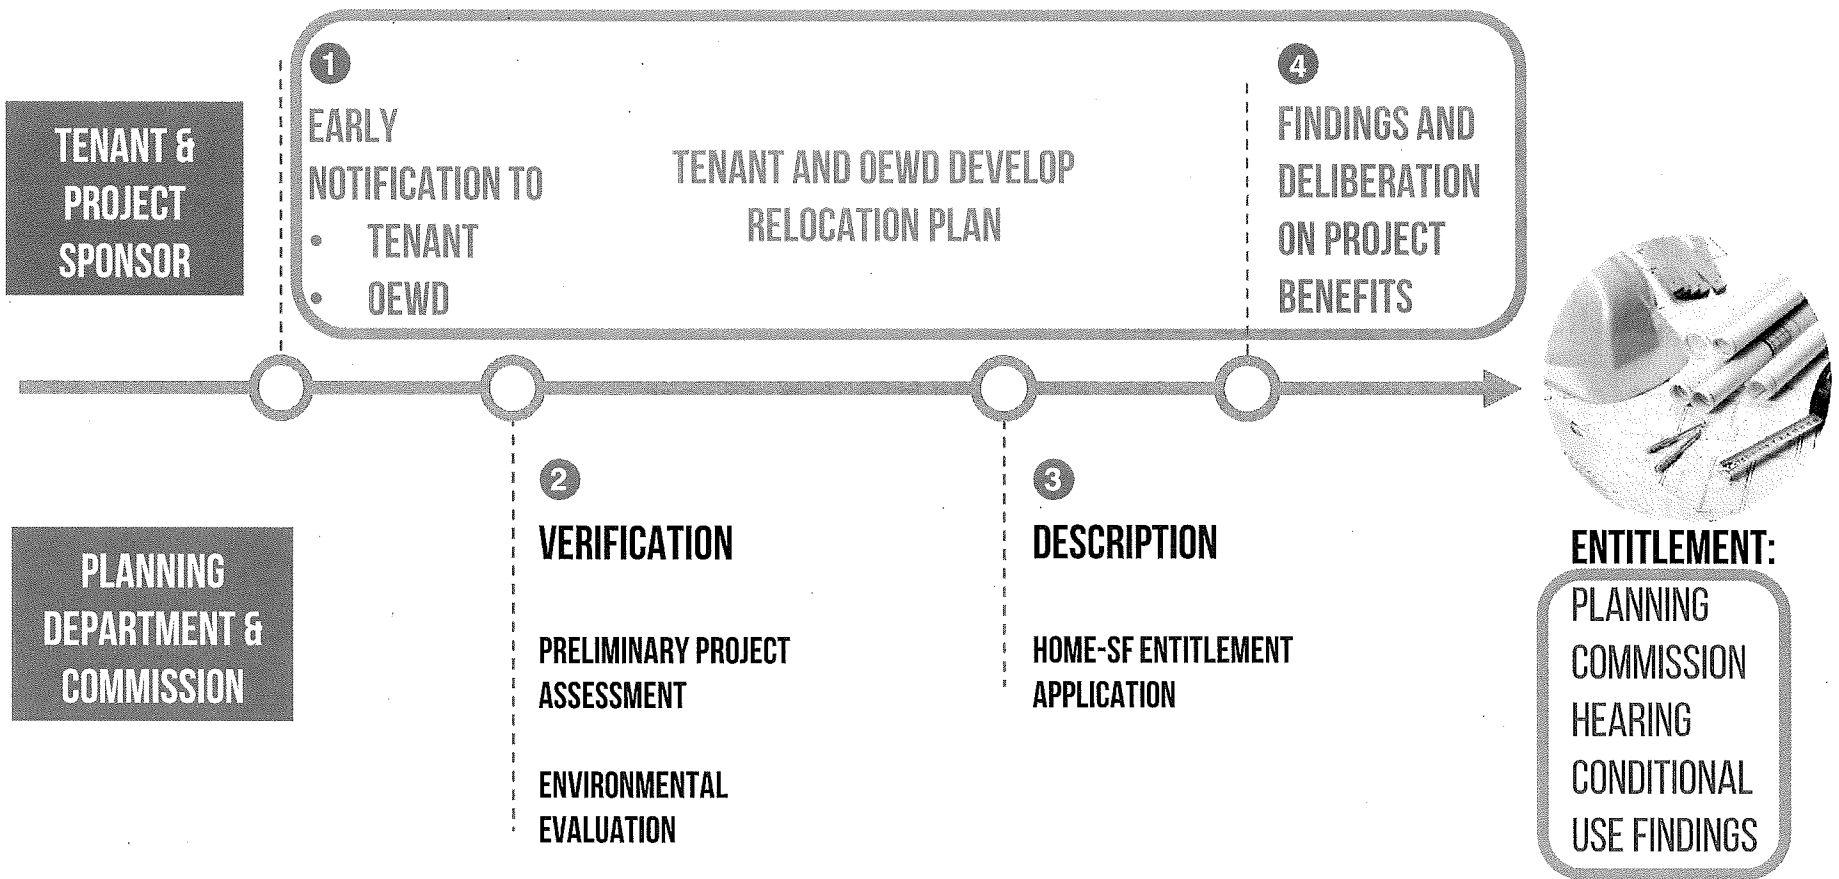 TENANT &
PROJECT
SPONSOR
1
EARLY
NOTIFICATION TO
• TENANT
• OEWD
TENANT AND OEWD DEVELOP
RELOCATION PLAN
4
FINDINGS AND
DELIBERATION
ON PROJECT
BENEFITS
PLANNING
DEPARTMENT &
COMMISSION
2
VERIFICATION
PRELIMINARY PROJECT
ASSESSMENT
ENVIRONMENTAL
EVALUATION
3
DESCRIPTION
HOME-SF ENTITLEMENT
APPLICATION
ENTITLEMENT:
PLANNING
COMMISSION
HEARING
CONDITIONAL
USE FINDINGS